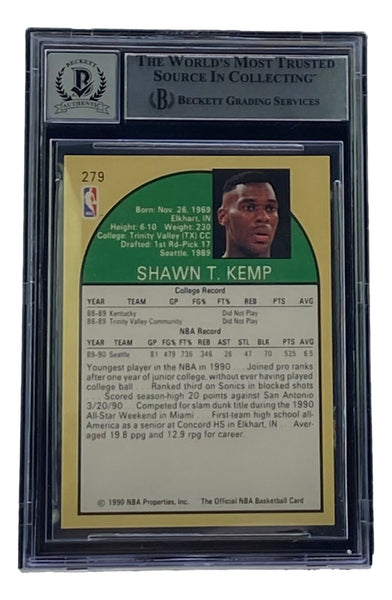 BECKETT
AUTHENTIC
THE WORLD'S MOST TRUSTED
SOURCE IN COLLECTING™
BECKETT GRADING SERVICES
279
NBA
Born: Nov. 26, 1969
Elkhart, IN
Height: 6-10 Weight: 230
College: Trinity Valley (TX) CC
Drafted: 1st Rd-Pick 17
Seattle, 1989
SHAWN T. KEMP
College Record
YEAR TEAM GP FG% FT% REB PTS AVG
88-89 Kentucky Did Not Play
88-89 Trinity Valley Community Did Not Play
NBA Record
YEAR TEAM GP FG% FT% REB AST STL BLK PTS AVG
89-90 Seattle 81 479 736 346 26 47 70 525 6.5
Youngest player in the NBA in 1990 ... Joined pro ranks
after one year of junior college, without ever having played
college ball ... Ranked third on Sonics in blocked shots
... Scored season-high 20 points against San Antonio
3/20/90 ... Competed for slam dunk title during the 1990
All-Star Weekend in Miami ... First-team high school all-
America as a senior at Concord HS in Elkhart, IN ... Aver-
aged 19.8 ppg and 12.9 rpg for career.
© 1990 NBA Properties, Inc. The Official NBA Basketball Card